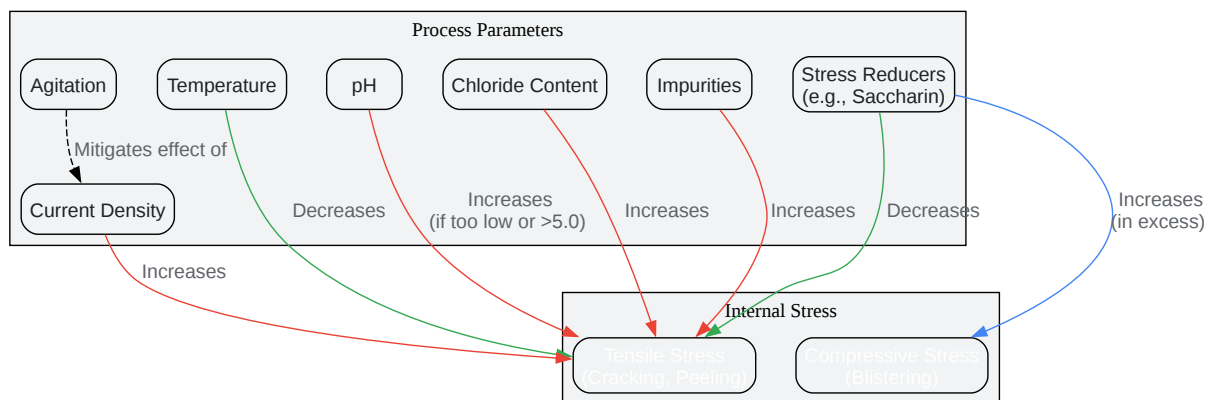 Process Parameters
Agitation
Temperature
pH
Chloride Content
Impurities
Stress Reducers
(e.g., Saccharin)
Mitigates effect of
Current Density
Decreases
Increases
(if too low or >5.0)
Increases
Increases
Decreases
Increases
(in excess)
Increases
Internal Stress
Tensile Stress
(Cracking, Peeling)
Compressive Stress
(Blistering)